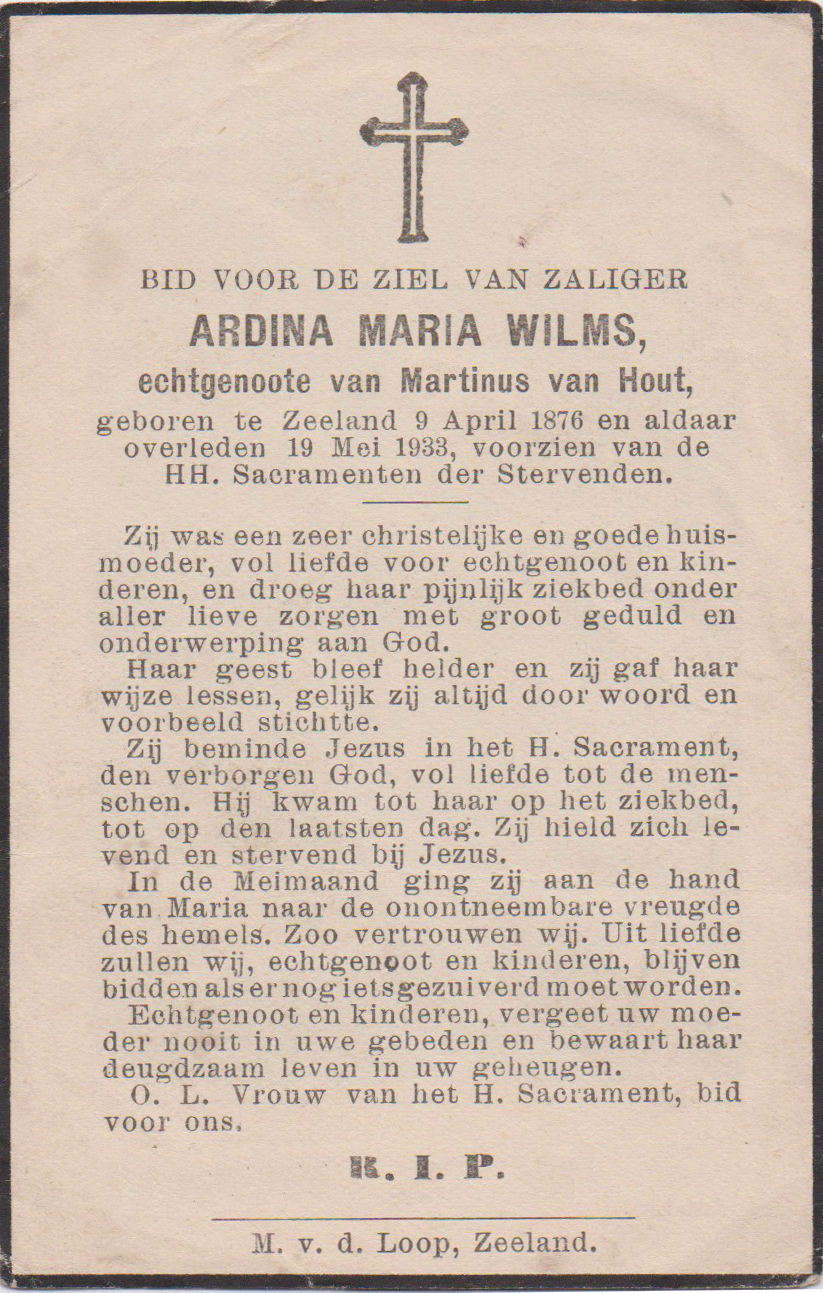 BID VOOR DE ZIEL VAN ZALIGER
ARDINA MARIA WILMS,
echtgenoote van Martinus van Hout,
geboren te Zeeland 9 April 1876 en aldaar
overleden 19 Mei 1933, voorzien van de
HH. Sacramenten der Stervenden.
Zij was een zeer christelijke en goede huis-
moeder, vol liefde voor echtgenoot en kin-
deren, en droeg haar pijnlijk ziekbed onder
aller lieve zorgen met groot geduld en
onderwerping aan God.
Haar geest bleef helder en zij gaf haar
wijze lessen, gelijk zij altijd door woord en
voorbeeld stichtte.
Zij beminde Jezus in het H. Sacrament,
den verborgen God, vol liefde tot de men-
schen. Hij kwam tot haar op het ziekbed,
tot op den laatsten dag. Zij hield zich le-
vend en stervend bij Jezus.
In de Meimaand ging zij aan de hand
van Maria naar de onontneembare vreugde
des hemels. Zoo vertrouwen wij. Uit liefde
zullen wij, echtgenoot en kinderen, blijven
bidden als er nog iets gezuiverd moet worden.
Echtgenoot en kinderen, vergeet uw moe-
der nooit in uwe gebeden en bewaart haar
deugdzaam leven in uw geheugen.
O. L. Vrouw van het H. Sacrament, bid
voor ons.
R. I. P.
M. v. d. Loop, Zeeland.